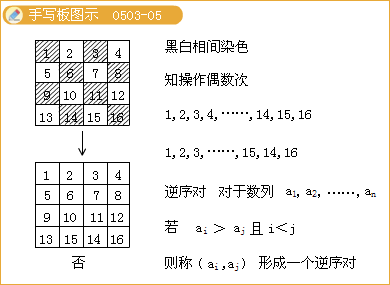 手写板图示 0503-05
1 2 3 4
5 6 7 8
9 10 11 12
13 14 15 16
1 2 3 4
5 6 7 8
9 10 11 12
13 15 14 16
否
黑白相间染色
知操作偶数次
1,2,3,4,……,14,15,16
1,2,3,……,15,14,16
逆序对 对于数列 a1, a2, ……, an
若 ai > aj 且 i<j
则称 (ai,aj) 形成一个逆序对